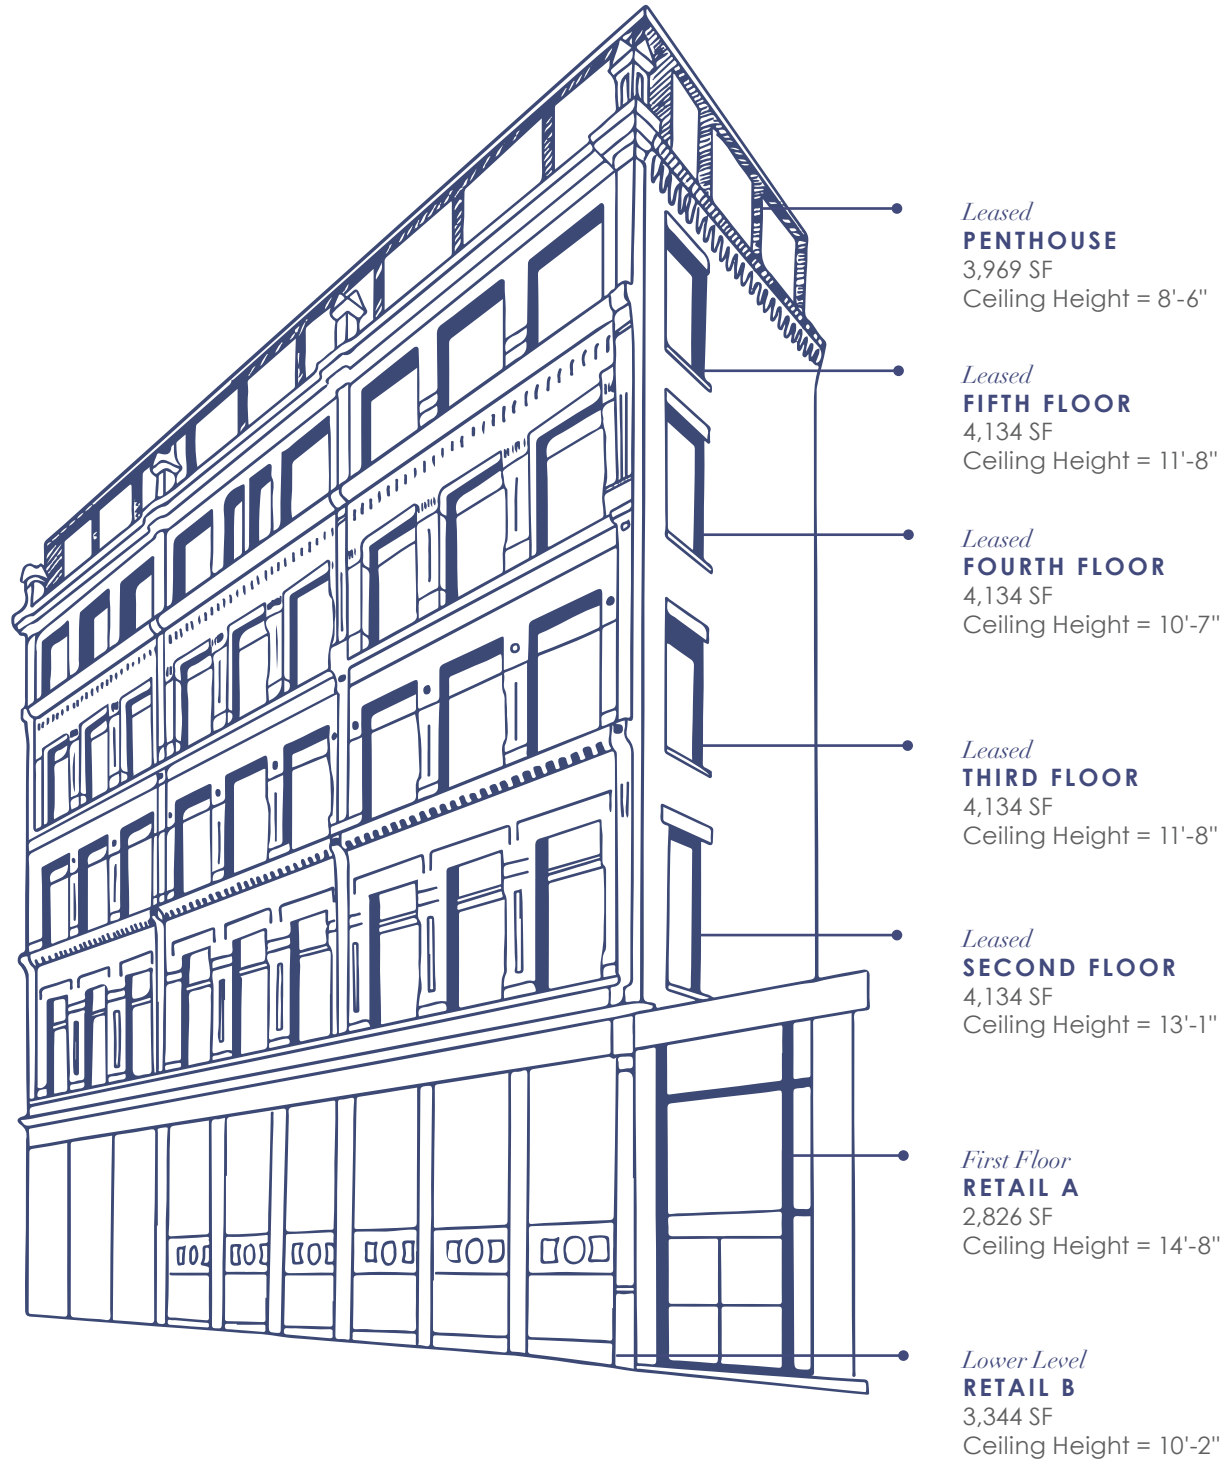 Leased
PENTHOUSE
3,969 SF
Ceiling Height = 8'-6"
Leased
FIFTH FLOOR
4,134 SF
Ceiling Height = 11'-8"
Leased
FOURTH FLOOR
4,134 SF
Ceiling Height = 10'-7"
Leased
THIRD FLOOR
4,134 SF
Ceiling Height = 11'-8"
Leased
SECOND FLOOR
4,134 SF
Ceiling Height = 13'-1"
First Floor
RETAIL A
2,826 SF
Ceiling Height = 14'-8"
Lower Level
RETAIL B
3,344 SF
Ceiling Height = 10'-2"